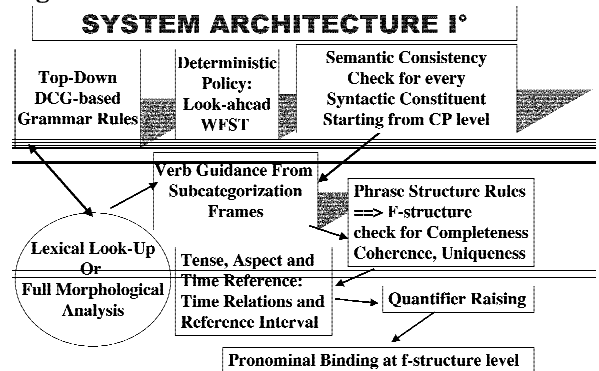 SYSTEM ARCHITECTURE I°
Top-Down
DCG-based
Grammar Rules
Deterministic
Policy:
Look-ahead
WFST
Semantic Consistency
Check for every
Syntactic Constituent
Starting from CP level
Verb Guidance From
Subcategorization
Frames
Phrase Structure Rules
==> F-structure
check for Completeness
Coherence, Uniqueness
Lexical Look-Up
Or
Full Morphological
Analysis
Tense, Aspect and
Time Reference:
Time Relations and
Reference Interval
Quantifier Raising
Pronominal Binding at f-structure level